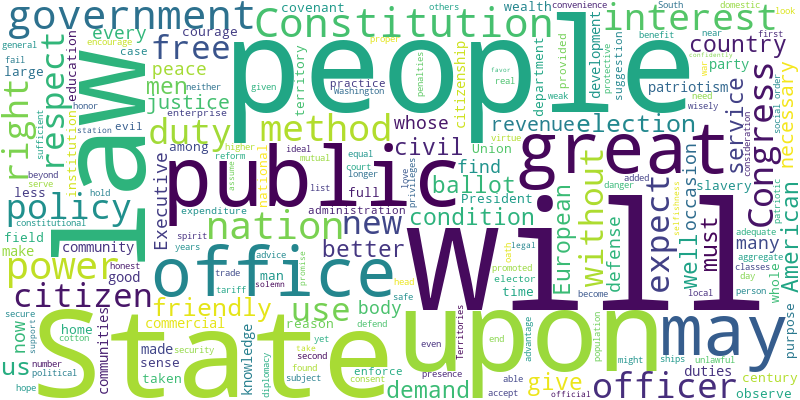 government
Constitution
covenant
wealth
others
convenience
South
domestic
look
every
courage
free
interest
general
encourage
case
people
proper
benefit
near
first
country
fail
large
education
respect
peace
men
territory
penalties
provided
development
suggestion
department
party
confidence
necessary
right
honor
neither
given
practice
Washington
real
citizenship
weak
favor
protective
need
war
patriotism
wisely
social order
law
enterprise
justice
duty
method
whose
revenue
election
service
Congress
station
evil
sufficient
institution
among
higher
ideal
equal
national
reform
mutual
court
longer
public
civil
Union
virtue
great
consideration
beyond
serve
less
hold
constitutional
policy
Executive
assume
list
full
love
privileges
find
ballot
President
added
danger
slavery
patriotic
expenditure
administration
nation
new
condition
European
without
selfishness
expect
well
occasion
must
many
American
adequate
aggregate
classes
day
field
make
community
spirit
years
advice
legal
better
defense
power
good
honest
office
trade
man
tariff
solemn
promise
oath
promoted
elector
time
will
whole
local
person
citizen
friendly
use
body
head
safe
become
purpose
secure
support
home
cotton
communities
commercial
reason
defend
knowledge
State
upon
may
now
us
number
political
made
sense
security
yet
second
take
found
enforce
even
end
advantage
Territories
population
might
ships
unlawful
duties
century
hope
taken
diplomacy
subject
consent
demand
presence
able
accept
give
official
officer
observe